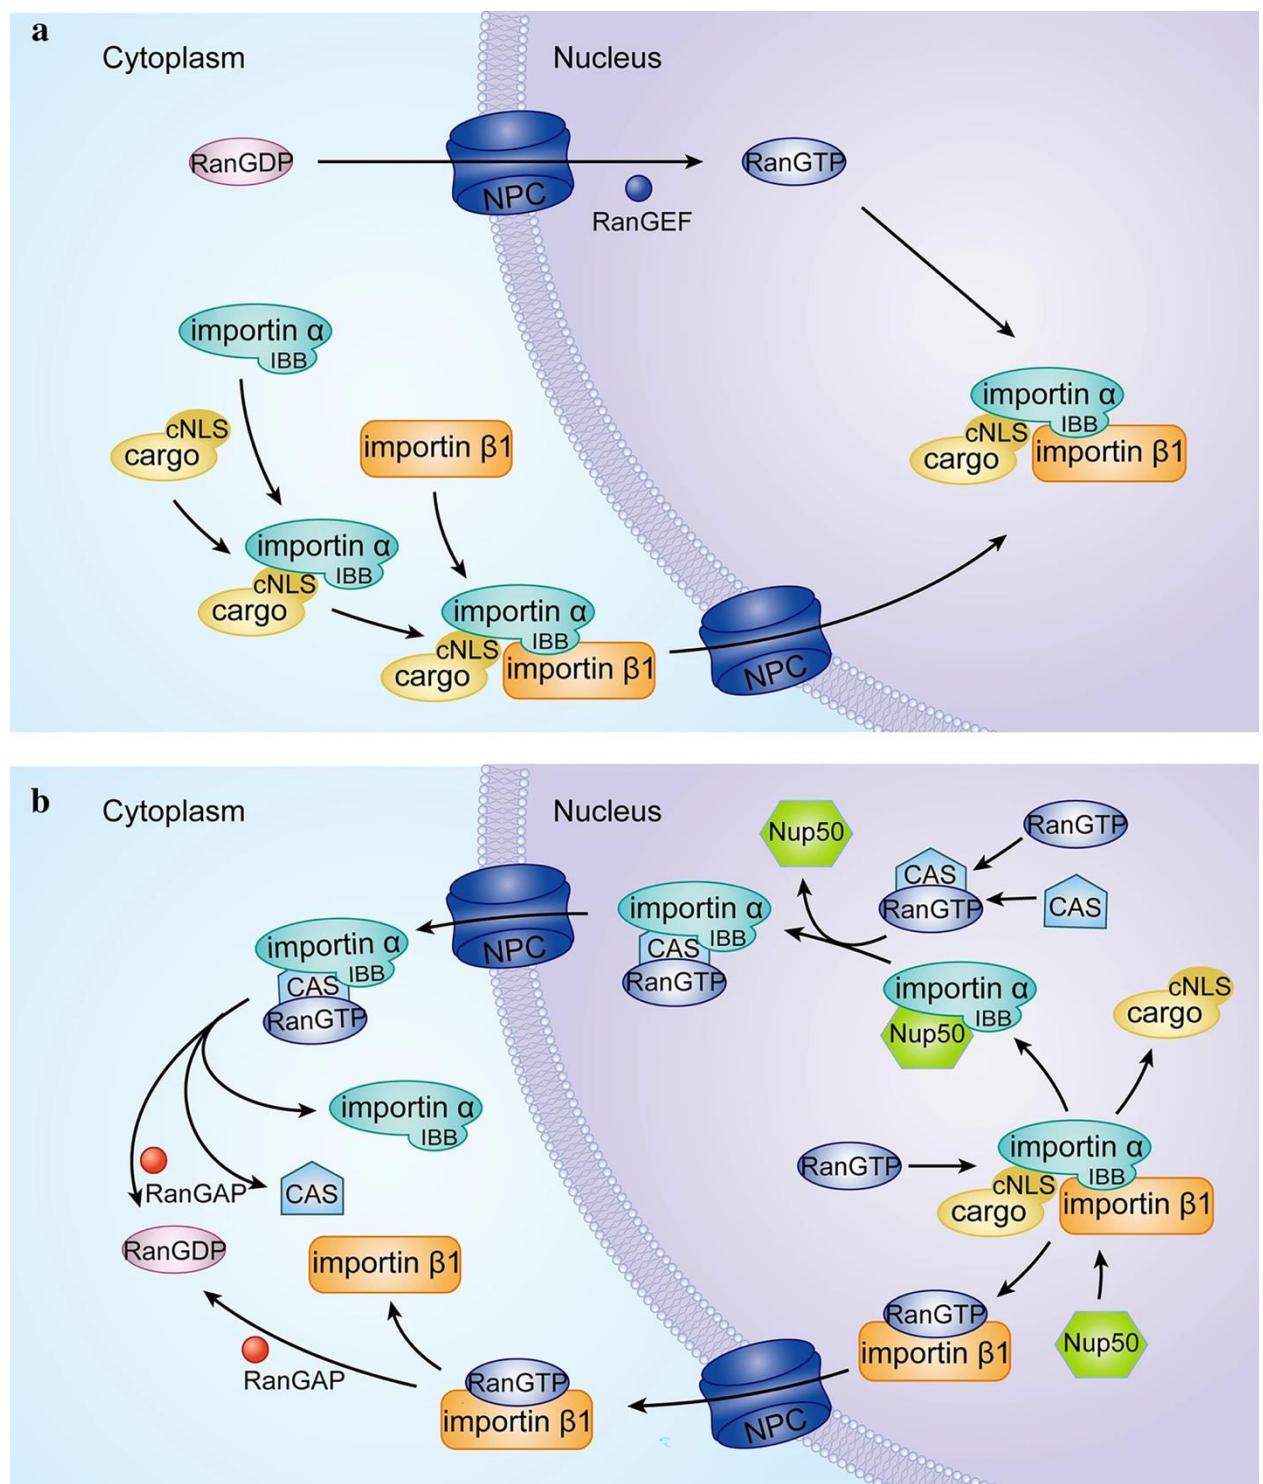 a
Cytoplasm
Nucleus
RanGDP
NPC
RanGEF
RanGTP
importin α
IBB
cNLS
cargo
importin β1
importin α
IBB
cNLS
cargo
importin α
IBB
cNLS
cargo
importin β1
NPC
importin α
IBB
cNLS
cargo
importin β1
b
Cytoplasm
Nucleus
Nup50
RanGTP
CAS
RanGTP
CAS
importin α
IBB
CAS
RanGTP
NPC
importin α
IBB
CAS
RanGTP
importin α
IBB
Nup50
cNLS
cargo
importin α
IBB
RanGAP
CAS
RanGDP
importin β1
RanGTP
importin α
IBB
cNLS
cargo
importin β1
RanGTP
importin β1
Nup50
RanGAP
RanGTP
importin β1
NPC